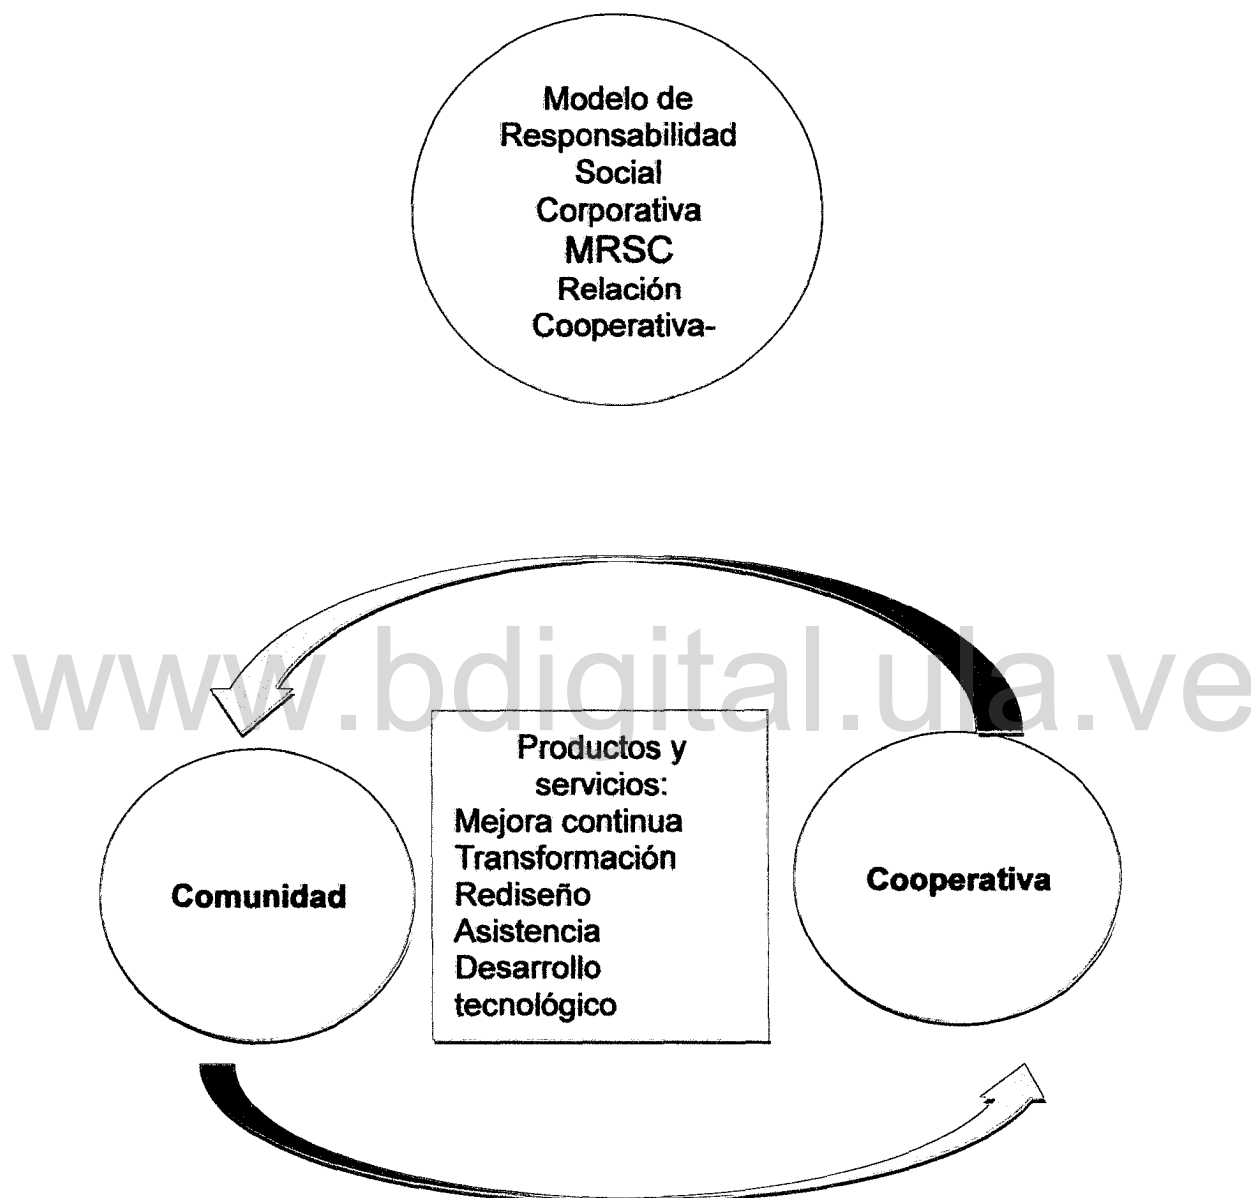 Modelo de
Responsabilidad
Social
Corporativa
MRSC
Relación
Cooperativa-
www.bdigital.ula.ve
Productos y
servicios:
Mejora continua
Transformación
Rediseño
Asistencia
Desarrollo
tecnológico
Comunidad
Cooperativa